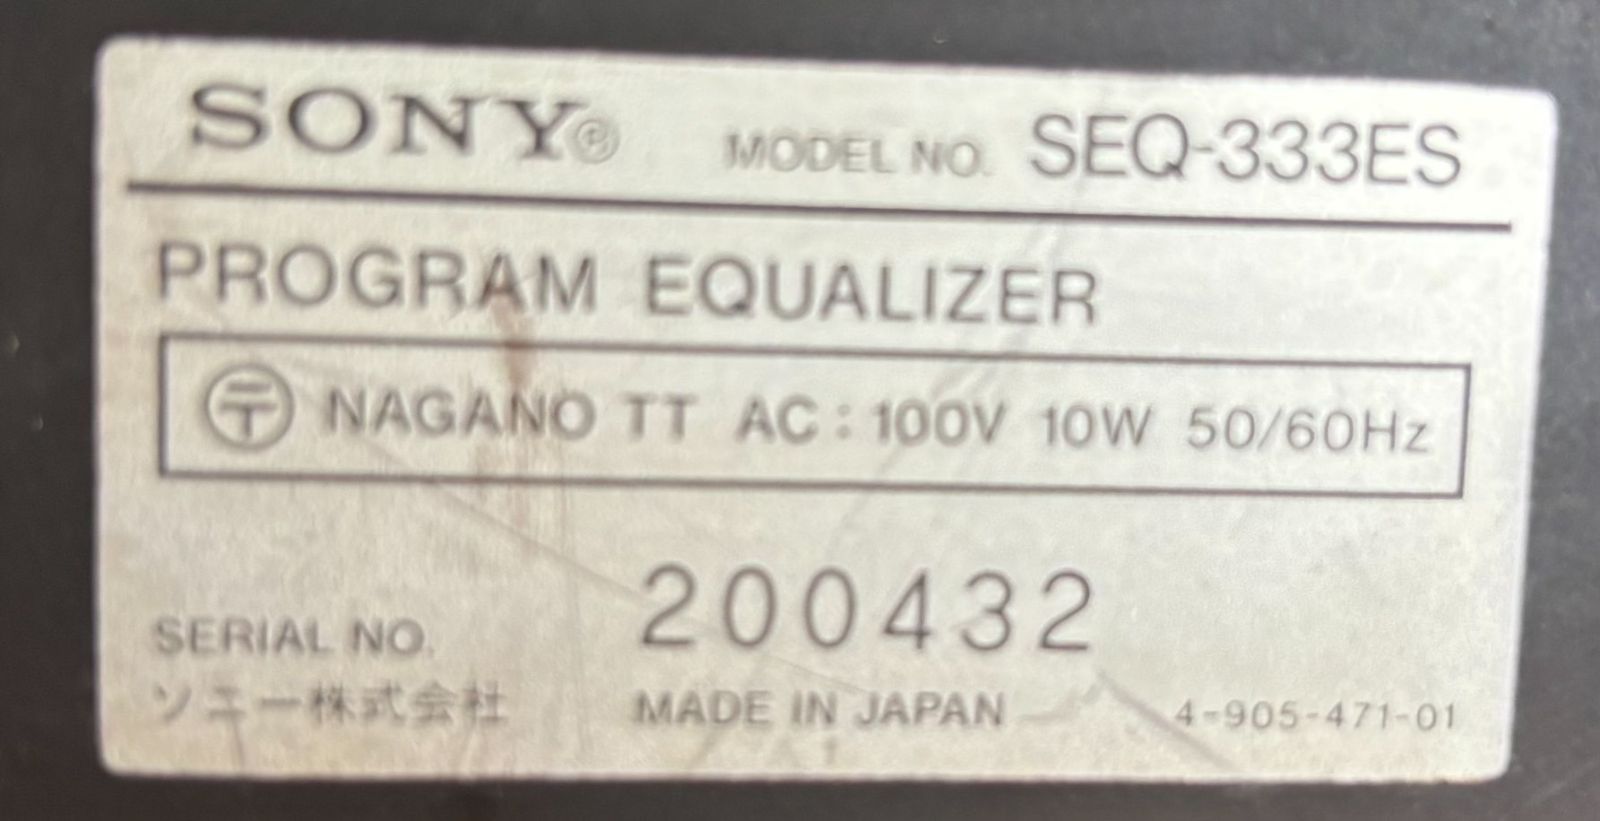 SONY® MODEL NO. SEQ-333ES
PROGRAM EQUALIZER
〒 NAGANO TT AC : 100V 10W 50/60Hz
SERIAL NO. 200432
ソニー株式会社 MADE IN JAPAN 4-905-471-01